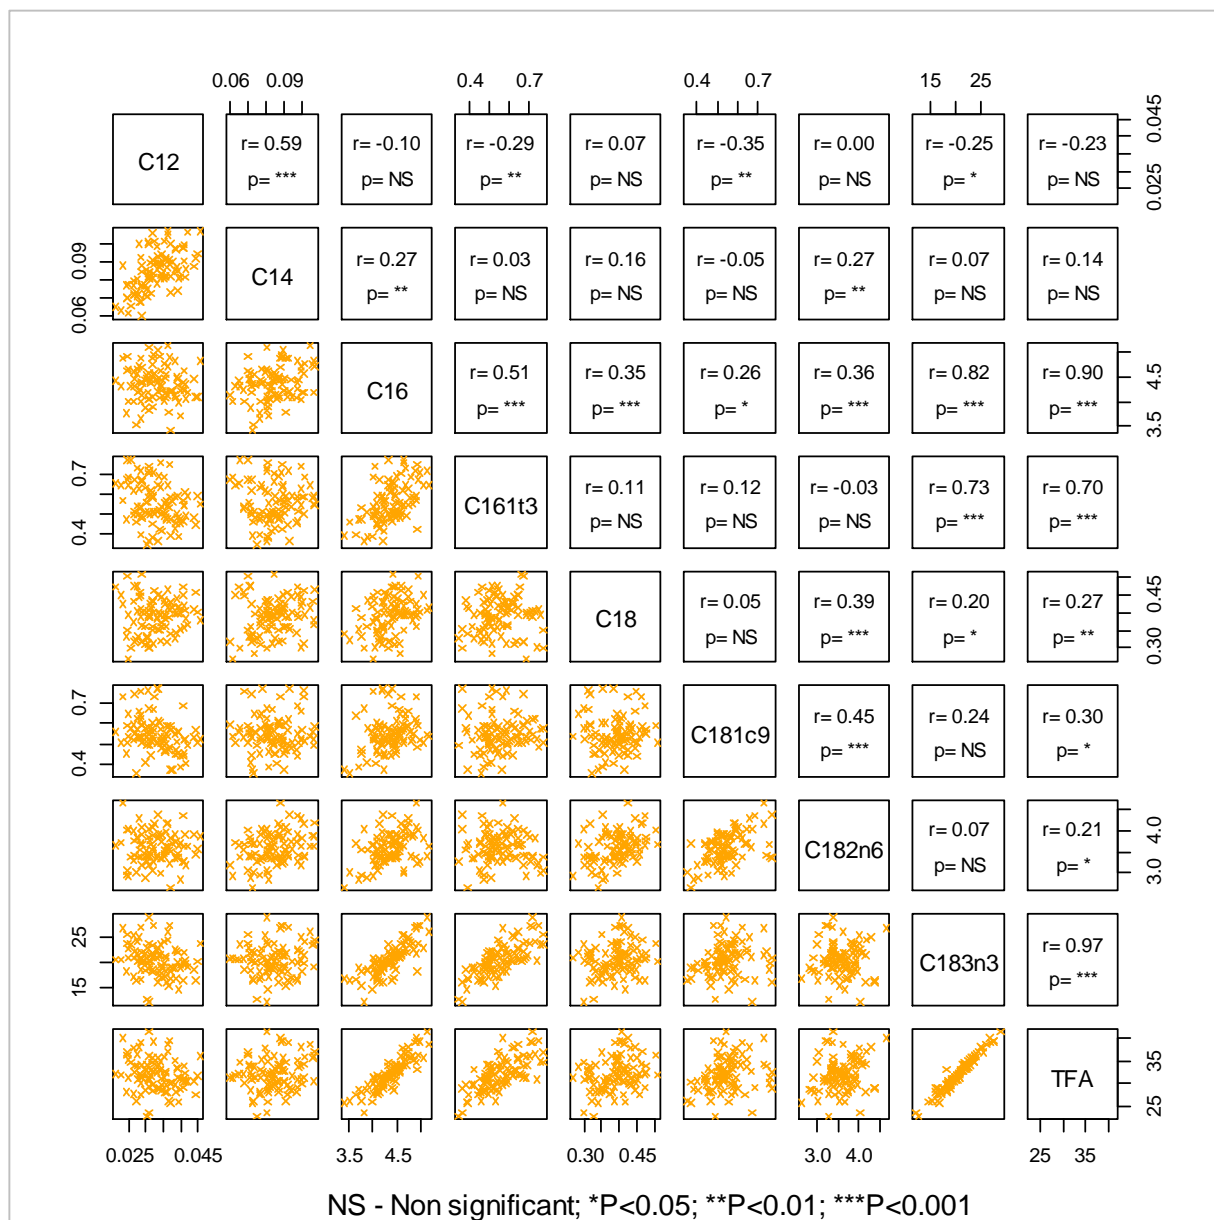 0.06 0.09 0.4 0.7 0.4 0.7 15 25
C12 r= 0.59 r= -0.10 r= -0.29 r= 0.07 r= -0.35 r= 0.00 r= -0.25 r= -0.23
p= *** p= NS p= ** p= NS p= ** p= NS p= * p= NS
0.025 0.045
0.06 0.09
C14 r= 0.27 r= 0.03 r= 0.16 r= -0.05 r= 0.27 r= 0.07 r= 0.14
p= ** p= NS p= NS p= NS p= ** p= NS p= NS
C16 r= 0.51 r= 0.35 r= 0.26 r= 0.36 r= 0.82 r= 0.90
p= *** p= *** p= * p= *** p= *** p= ***
3.5 4.5
0.4 0.7
C161t3 r= 0.11 r= 0.12 r= -0.03 r= 0.73 r= 0.70
p= NS p= NS p= NS p= *** p= ***
C18 r= 0.05 r= 0.39 r= 0.20 r= 0.27
p= NS p= *** p= * p= **
0.30 0.45
0.4 0.7
C181c9 r= 0.45 r= 0.24 r= 0.30
p= *** p= NS p= *
C182n6 r= 0.07 r= 0.21
p= NS p= *
3.0 4.0
15 25
C183n3 r= 0.97
p= ***
TFA
25 35
0.025 0.045 3.5 4.5 0.30 0.45 3.0 4.0 25 35
NS - Non significant; *P<0.05; **P<0.01; ***P<0.001